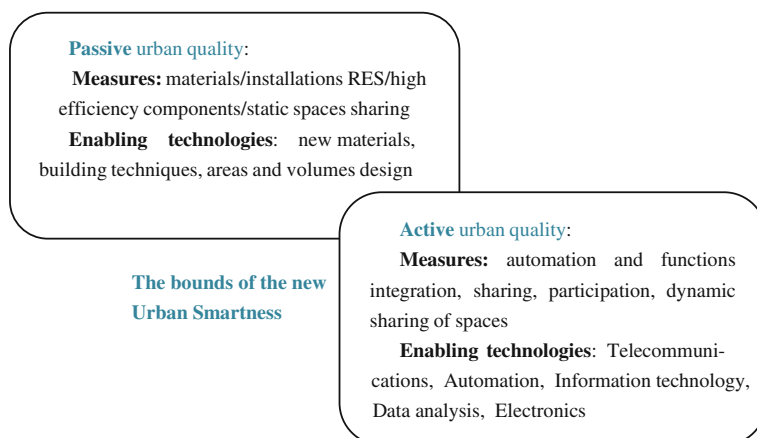 Passive urban quality:
Measures: materials/installations RES/high
efficiency components/static spaces sharing
Enabling technologies: new materials,
building techniques, areas and volumes design
Active urban quality:
Measures: automation and functions
integration, sharing, participation, dynamic
sharing of spaces
Enabling technologies: Telecommuni-
cations, Automation, Information technology,
Data analysis, Electronics
The bounds of the new
Urban Smartness